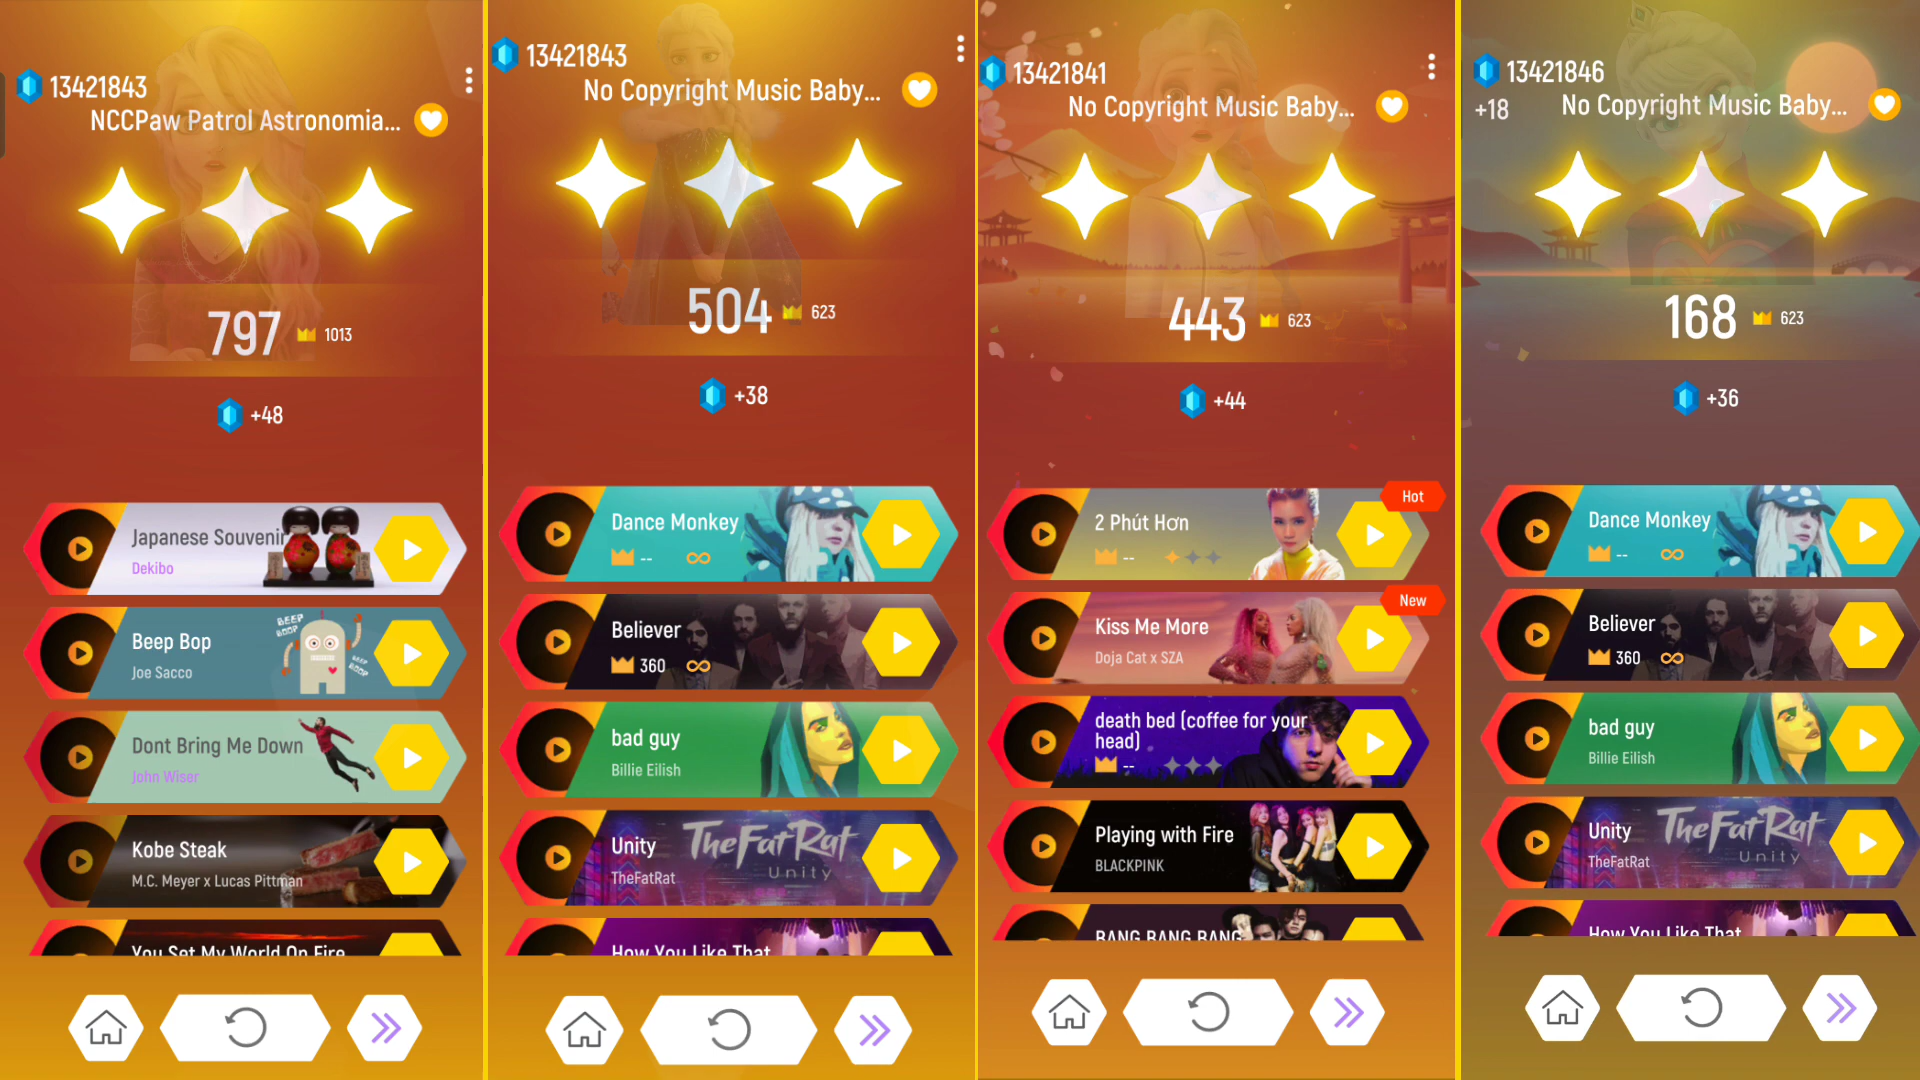 13421843
NCCPaw Patrol Astronomia...
797
1013
+48
Japanese Souvenir
Dekibo
Beep Bop
Joe Sacco
BEEP
BOOP
BEEP
BOOP
Dont Bring Me Down
John Wiser
Kobe Steak
M.C. Meyer x Lucas Pittman
You Set My World On Fire
13421843
No Copyright Music Baby...
504
623
+38
Dance Monkey
-- ∞
Believer
360 ∞
bad guy
Billie Eilish
Unity
TheFatRat
TheFatRat
Unity
How You Like That
13421841
No Copyright Music Baby...
443
623
+44
Hot
2 Phút Hơn
--
New
Kiss Me More
Doja Cat x SZA
death bed (coffee for your
head)
--
Playing with Fire
BLACKPINK
BANG BANG BANG
13421846
+18
No Copyright Music Baby...
168
623
+36
Dance Monkey
-- ∞
Believer
360 ∞
bad guy
Billie Eilish
Unity
TheFatRat
TheFatRat
Unity
How You Like That